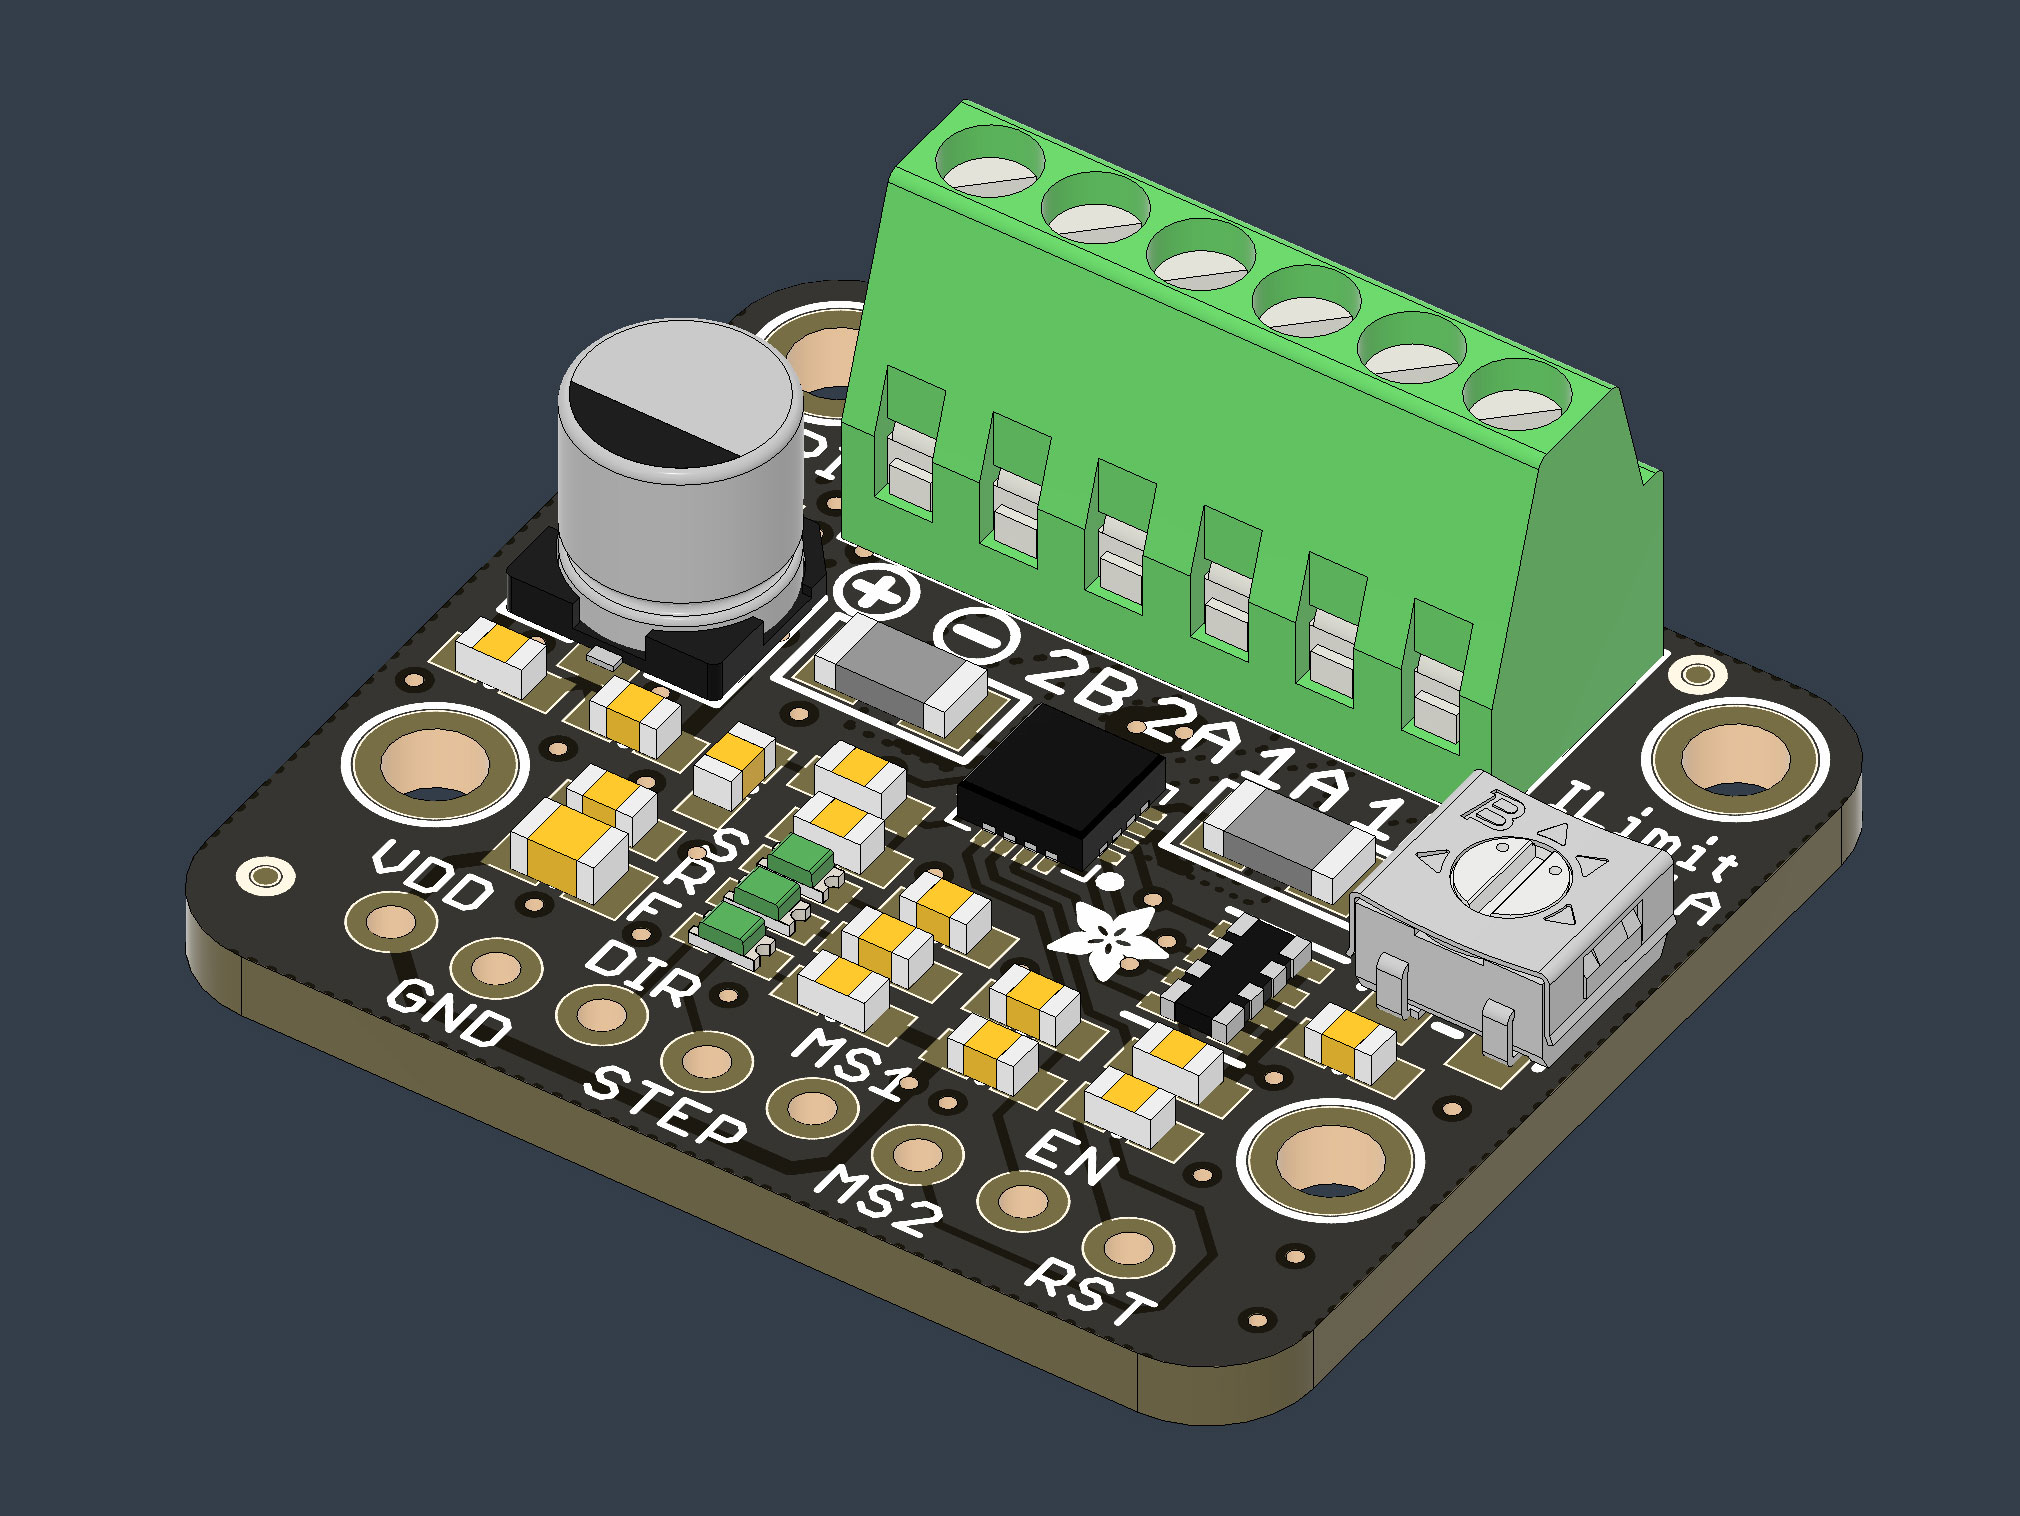 +
-
2B 2A 1A 1
ILimit
A
B
S
R
F
VDD
GND
DIR
STEP
MS1
MS2
EN
RST